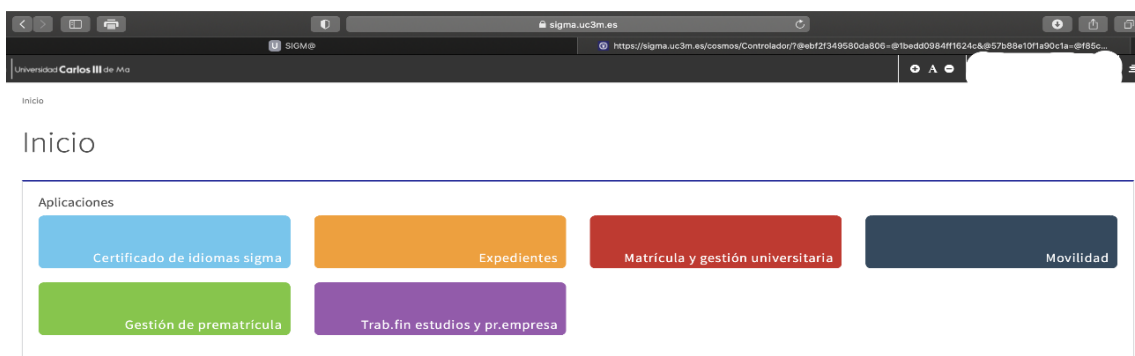 sigma.uc3m.es
SIGM@
https://sigma.uc3m.es/cosmos/Controlador/?@ebf2f349580da806=@1bedd0984ff1624c&@57b88e10f1a90c1a=@f85c...
Universidad Carlos III de Ma
A
Inicio
Inicio
Aplicaciones
Certificado de idiomas sigma
Expedientes
Matrícula y gestión universitaria
Movilidad
Gestión de prematrícula
Trab.fin estudios y pr.empresa